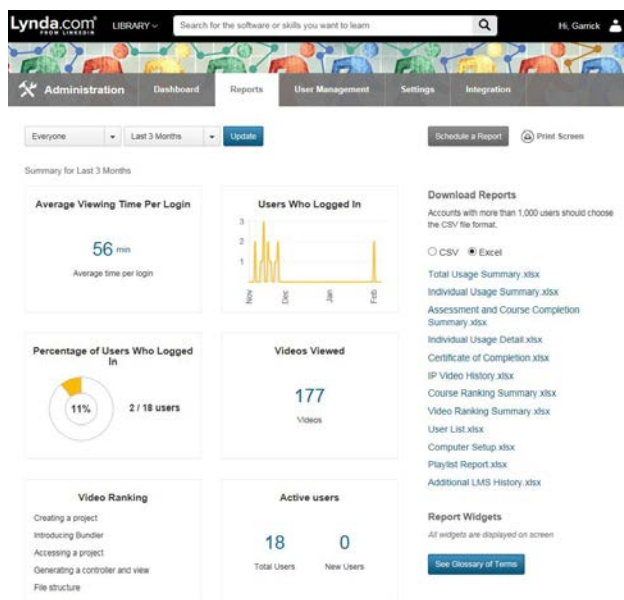 Lynda.com
FROM LINKEDIN
LIBRARY
Search for the software or skills you want to learn
Hi, Garrick
Administration
Dashboard
Reports
User Management
Settings
Integration
Everyone
Last 3 Months
Update
Schedule a Report
Print Screen
Summary for Last 3 Months
Average Viewing Time Per Login
56 min
Average time per login
Users Who Logged In
3
2
1
Nov
Dec
Jan
Feb
Percentage of Users Who Logged
In
11%
2 / 18 users
Videos Viewed
177
Videos
Video Ranking
Creating a project
Introducing Bundler
Accessing a project
Generating a controller and view
File structure
Active users
18
Total Users
0
New Users
Download Reports
Accounts with more than 1,000 users should choose
the CSV file format.
CSV
Excel
Total Usage Summary.xlsx
Individual Usage Summary.xlsx
Assessment and Course Completion
Summary.xlsx
Individual Usage Detail.xlsx
Certificate of Completion.xlsx
IP Video History.xlsx
Course Ranking Summary.xlsx
Video Ranking Summary.xlsx
User List.xlsx
Computer Setup.xlsx
Playlist Report.xlsx
Additional LMS History.xlsx
Report Widgets
All widgets are displayed on screen
See Glossary of Terms